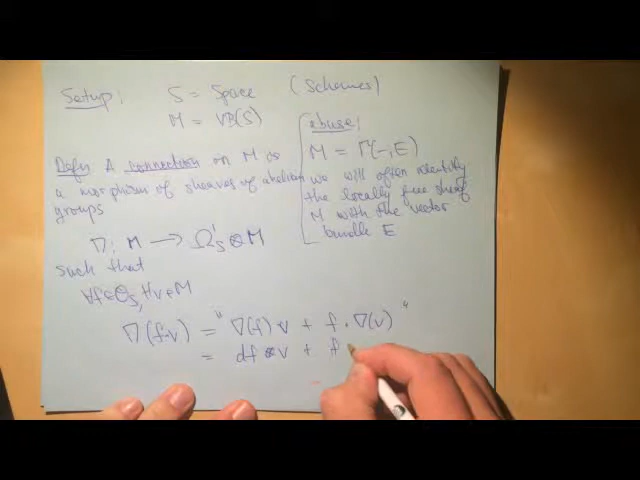 Setup: S = Space (Schemes)
M = VB(S)
abuse:
M = Γ(-,E)
we will often identify
the locally free sheaf
M with the vector
bundle E
Defn A connection on M is
a morphism of sheaves of abelian
groups
∇: M → Ω¹_S ⊗ M
such that
∀f∈O_S, ∀v∈M
∇(f·v) = "∇(f)·v + f·∇(v)"
= df⊗v + f